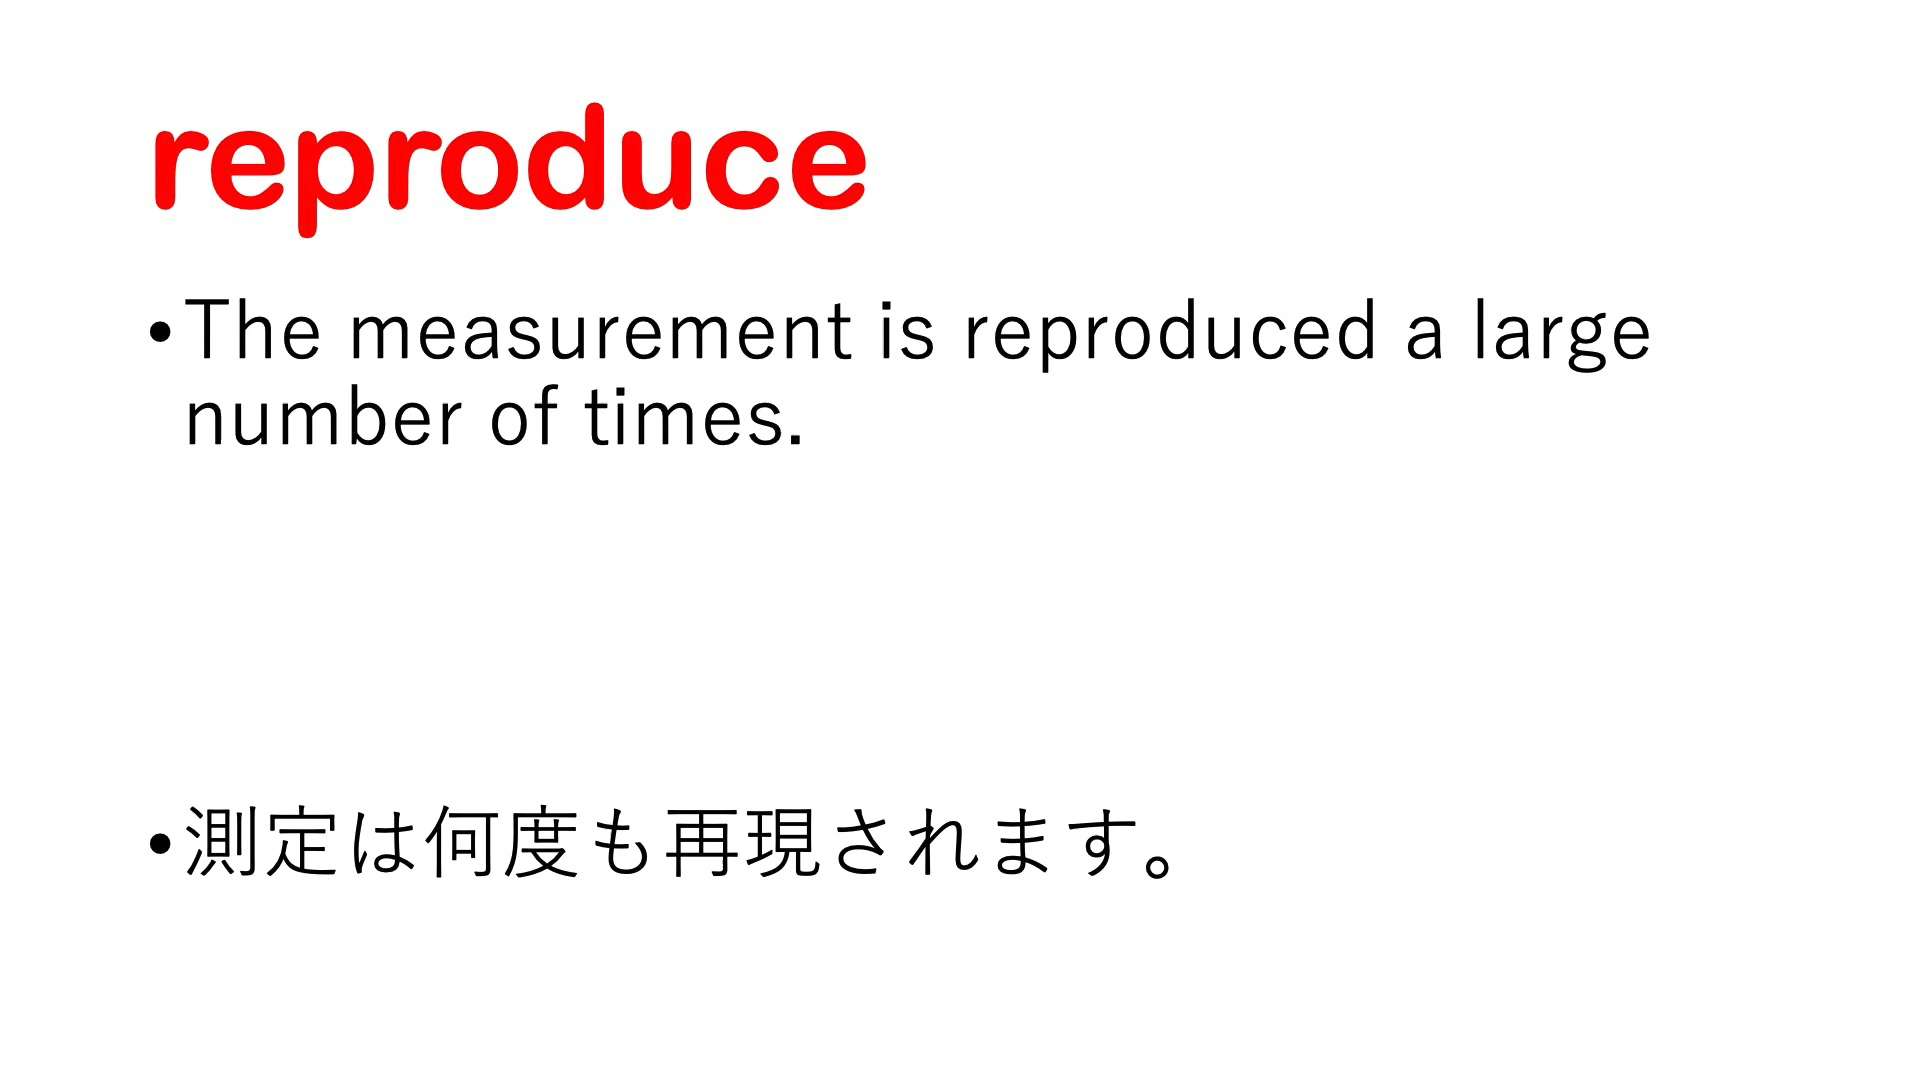 reproduce
•The measurement is reproduced a large
number of times.
•測定は何度も再現されます。